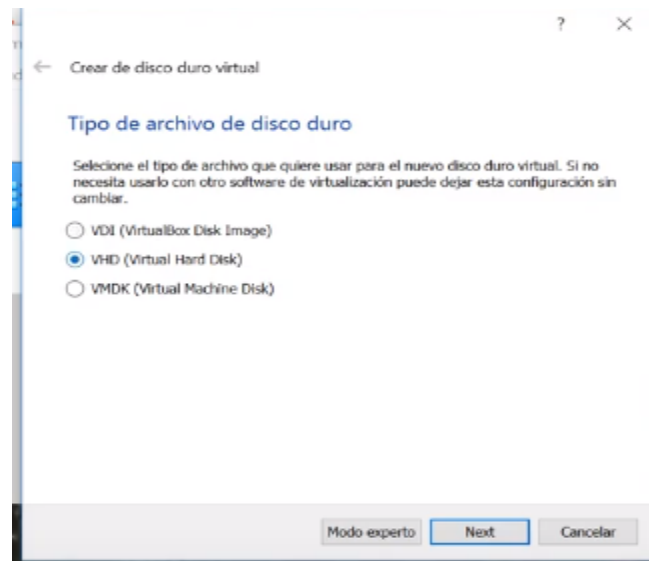 ?
Crear de disco duro virtual
Tipo de archivo de disco duro
Selecione el tipo de archivo que quiere usar para el nuevo disco duro virtual. Si no
necesita usarlo con otro software de virtualización puede dejar esta configuración sin
cambiar.
VDI (VirtualBox Disk Image)
VHD (Virtual Hard Disk)
VMDK (Virtual Machine Disk)
Modo experto Next Cancelar